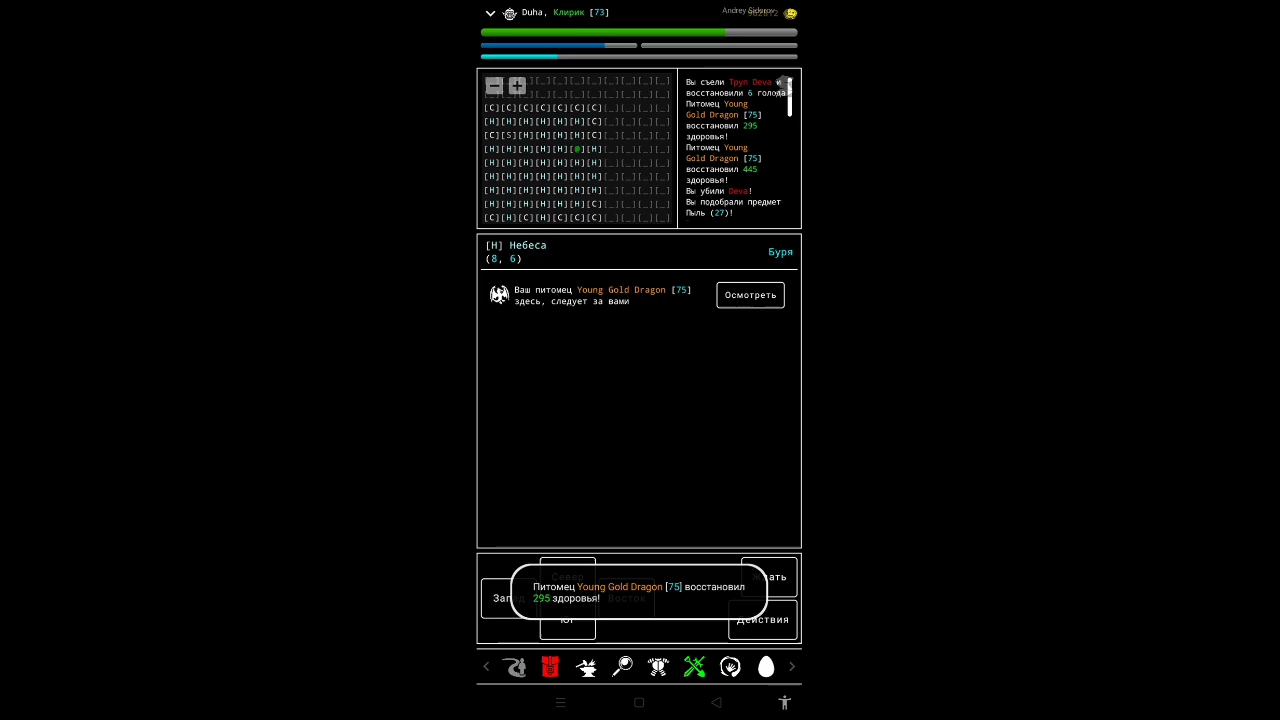 Duha, Клирик [73]
Andrey Sidorov
[_][_][_][_][_][_][_][_][_]
[_][_][_][_][_][_][_][_][_]
[C][C][C][C][C][C][C][_][_][_][_]
[H][H][H][H][H][H][C][_][_][_][_]
[C][S][H][H][H][H][C][_][_][_][_]
[H][H][H][H][H][@][H][_][_][_][_]
[H][H][H][H][H][H][H][_][_][_][_]
[H][H][H][H][H][H][H][_][_][_][_]
[H][H][H][H][H][H][H][_][_][_][_]
[H][H][H][H][H][H][C][_][_][_][_]
[C][H][C][H][C][C][C][_][_][_][_]
Вы съели Труп Deva и
восстановили 6 голода
Питомец Young
Gold Dragon [75]
восстановил 295
здоровья!
Питомец Young
Gold Dragon [75]
восстановил 445
здоровья!
Вы убили Deva!
Вы подобрали предмет
Пыль (27)!
[H] Небеса
(8, 6)
Буря
Ваш питомец Young Gold Dragon [75]
здесь, следует за вами
Осмотреть
Север
Ждать
Запад
Восток
Юг
Действия
Питомец Young Gold Dragon [75] восстановил
295 здоровья!